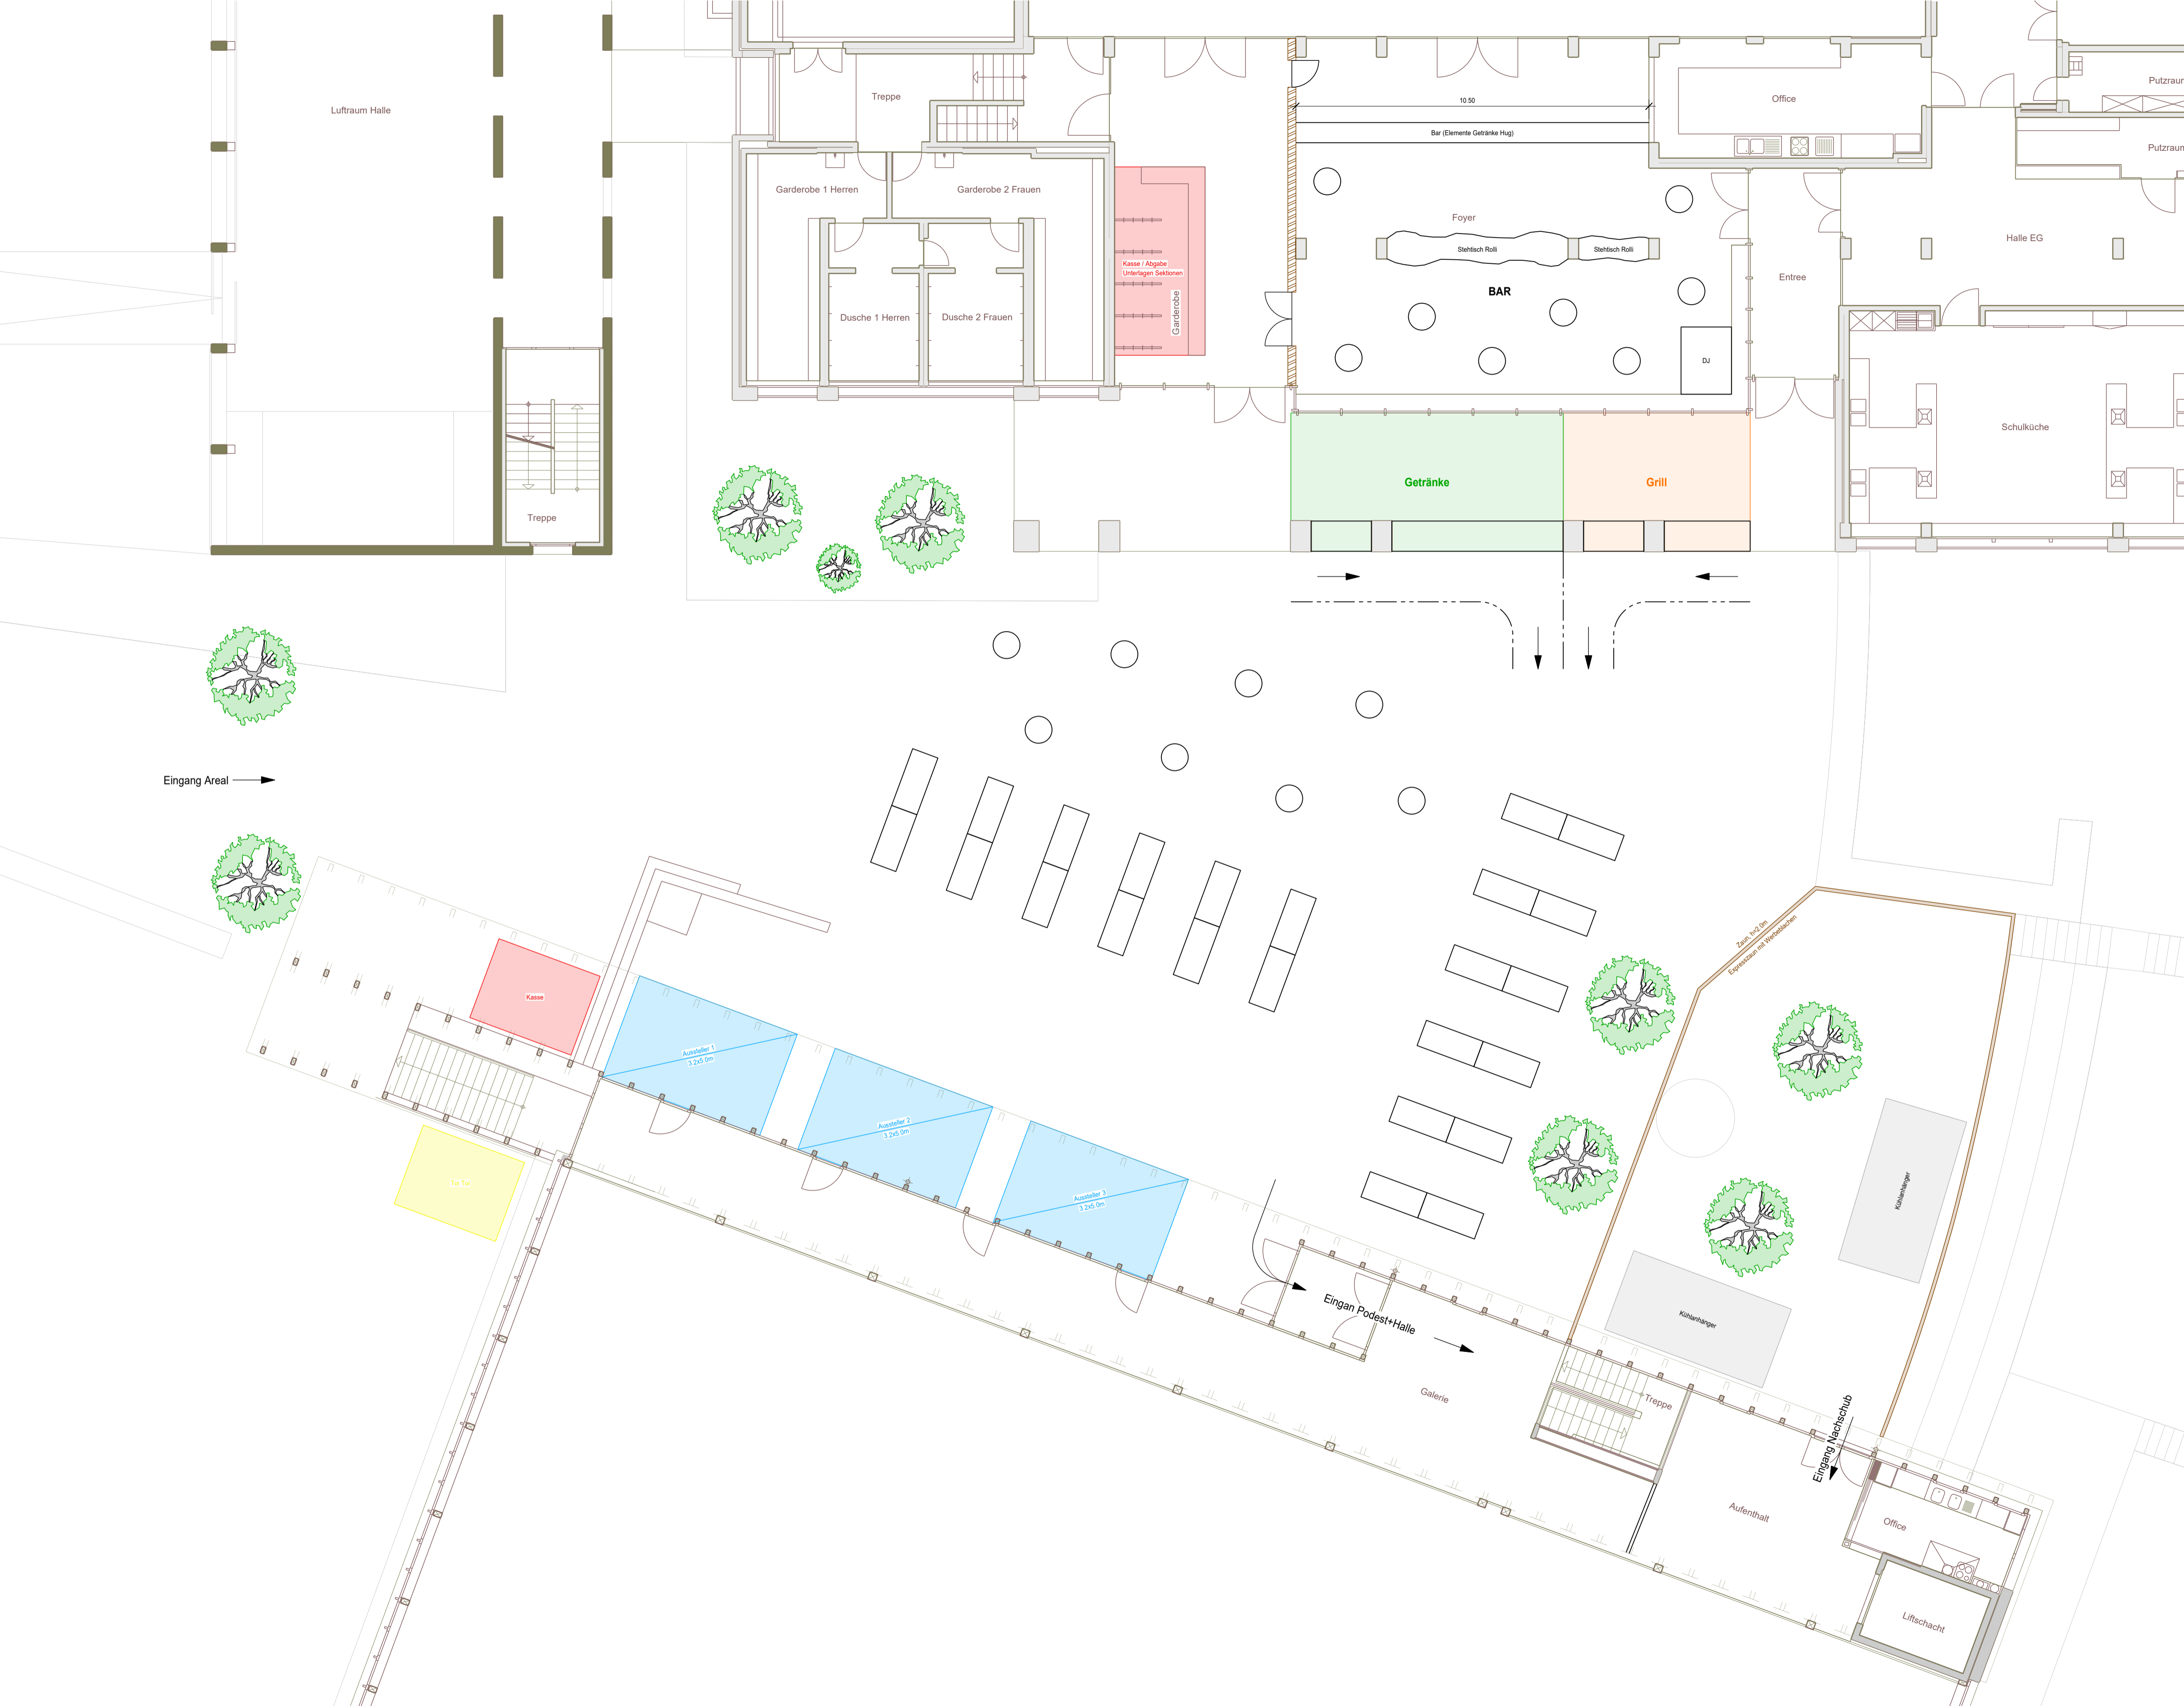 Luftraum Halle
Treppe
10.50
Bar (Elemente Getränke Hug)
Office
Garderobe 1 Herren
Garderobe 2 Frauen
Foyer
Stehtisch Rolli
Stehtisch Rolli
Halle EG
Kasse / Abgabe
Unterlagen Sektionen
Garderobe
BAR
Entree
Dusche 1 Herren
Dusche 2 Frauen
DJ
Schulküche
Getränke
Grill
Treppe
Eingang Areal
Zaun, h=2.0m
Expresszaun mit Werbeblachen
Kasse
Aussteller 1
3.2x5.0m
Aussteller 2
3.2x5.0m
Aussteller 3
3.2x5.0m
Kühlanhänger
Kühlanhänger
Eingan Podest+Halle
Galerie
Treppe
Eingang Nachschub
Aufenthalt
Office
Liftschacht